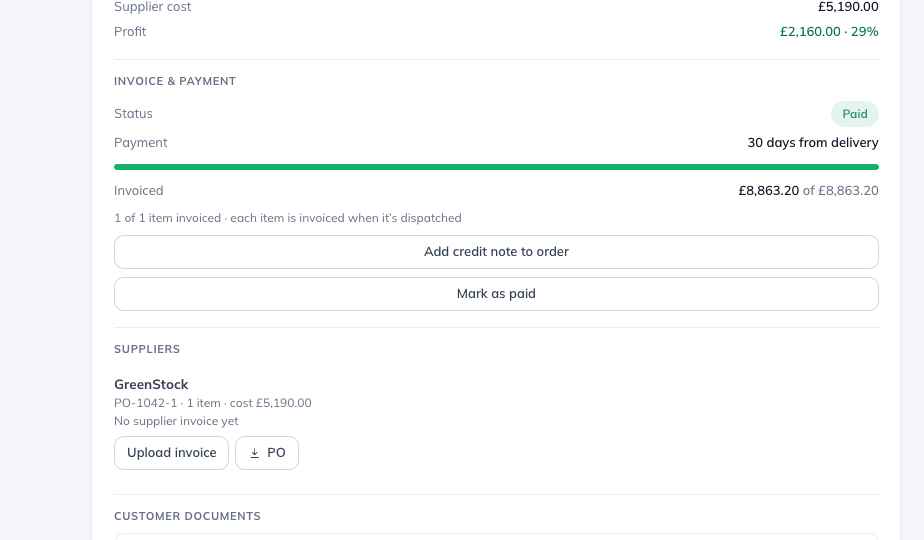 Supplier cost £5,190.00
Profit £2,160.00 · 29%
INVOICE & PAYMENT
Status Paid
Payment 30 days from delivery
Invoiced £8,863.20 of £8,863.20
1 of 1 item invoiced · each item is invoiced when it's dispatched
Add credit note to order
Mark as paid
SUPPLIERS
GreenStock
PO-1042-1 · 1 item · cost £5,190.00
No supplier invoice yet
Upload invoice PO
CUSTOMER DOCUMENTS